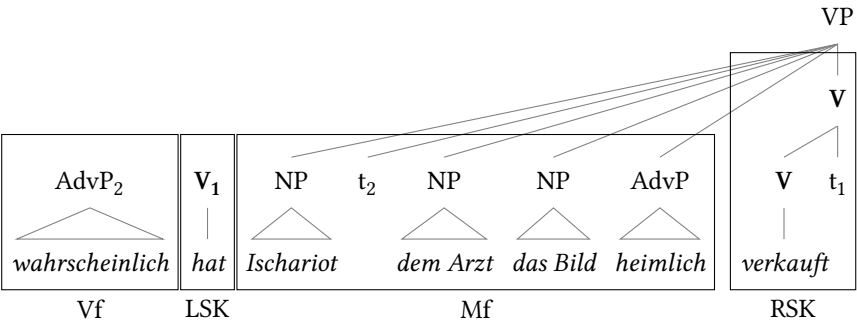 VP
V
AdvP2 V1 NP t2 NP NP AdvP V t1
wahrscheinlich hat Ischariot dem Arzt das Bild heimlich verkauft
Vf LSK Mf RSK